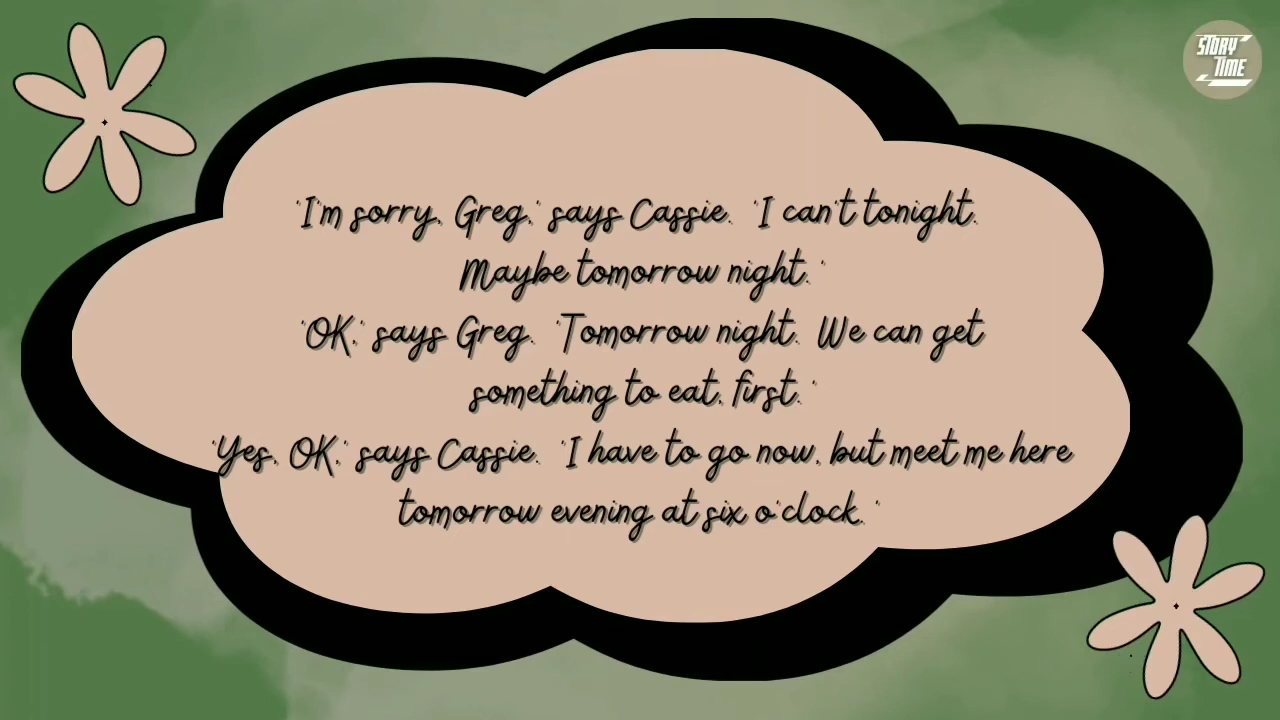 STORY
TIME
'I'm sorry, Greg,' says Cassie. 'I can't tonight.
Maybe tomorrow night.'
'OK,' says Greg. 'Tomorrow night. We can get
something to eat, first.'
'Yes, OK,' says Cassie. 'I have to go now, but meet me here
tomorrow evening at six o'clock.'